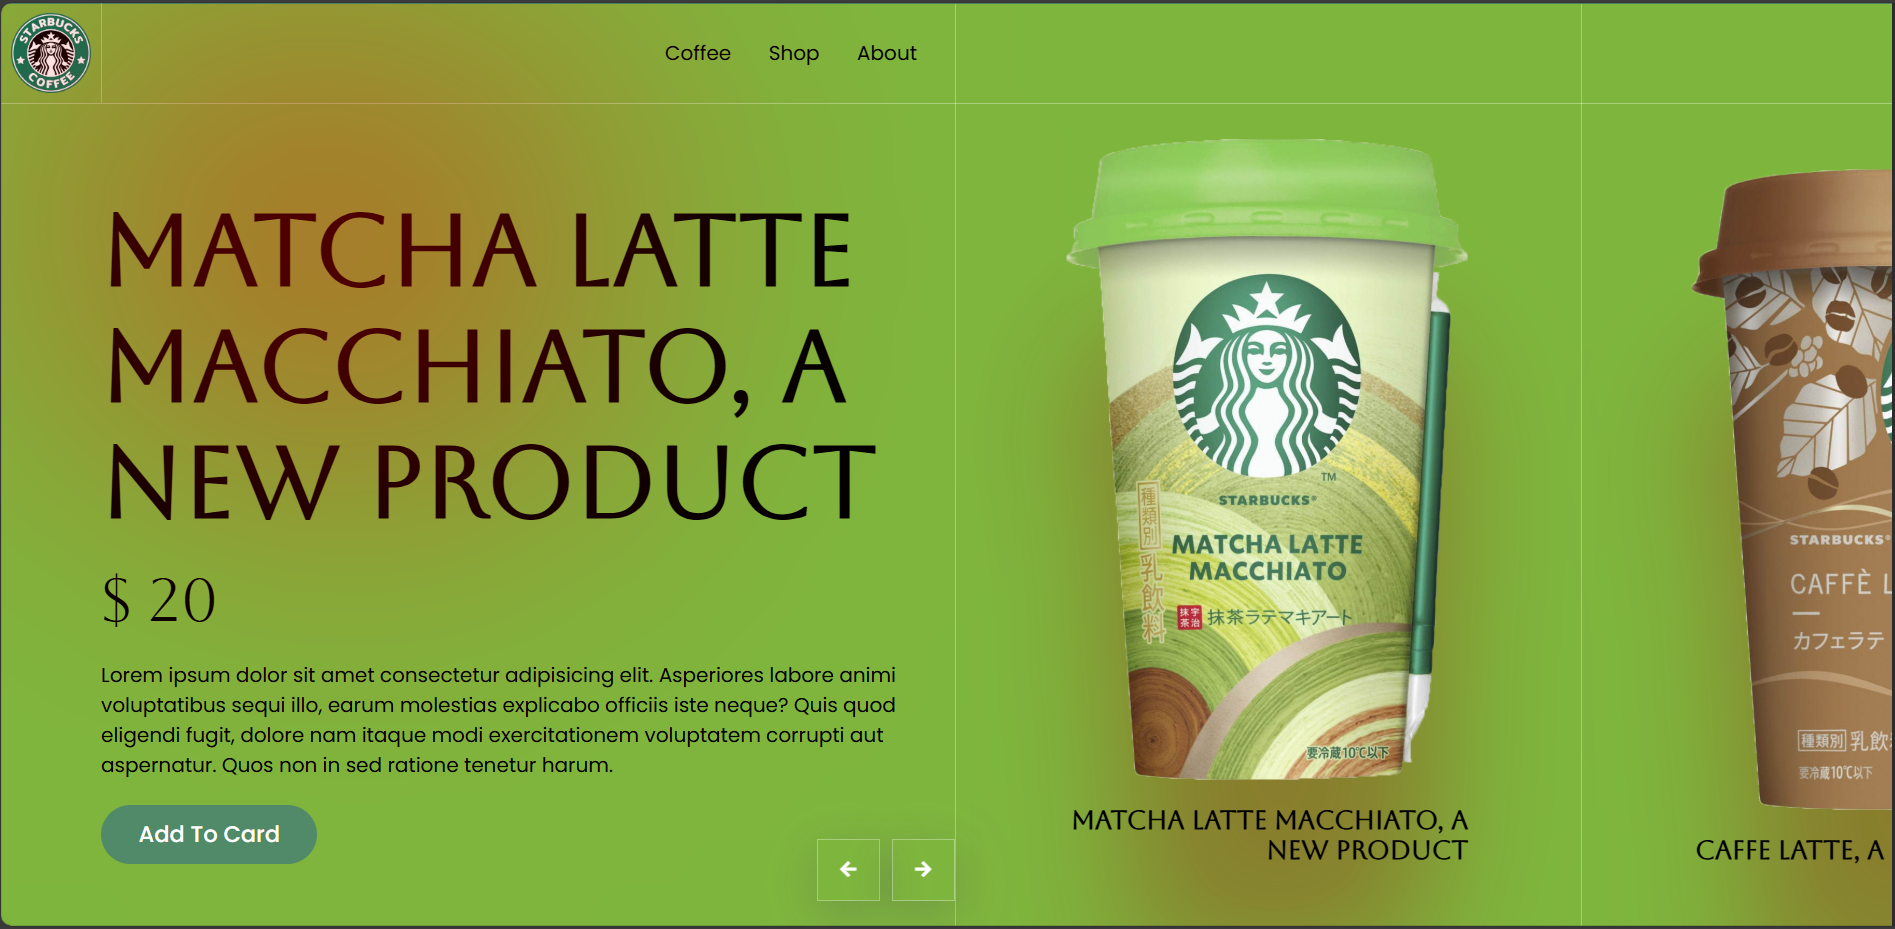 STARBUCKS
COFFEE
Coffee
Shop
About
MATCHA LATTE
MACCHIATO, A
NEW PRODUCT
$ 20
Lorem ipsum dolor sit amet consectetur adipisicing elit. Asperiores labore animi
voluptatibus sequi illo, earum molestias explicabo officiis iste neque? Quis quod
eligendi fugit, dolore nam itaque modi exercitationem voluptatem corrupti aut
aspernatur. Quos non in sed ratione tenetur harum.
Add To Card
TM
STARBUCKS®
MATCHA LATTE
MACCHIATO
宇治抹茶
抹茶ラテマキアート
種類別 乳飲料
要冷蔵10℃以下
MATCHA LATTE MACCHIATO, A
NEW PRODUCT
STARBUCKS®
CAFFÈ L
カフェラテ
種類別 乳飲
要冷蔵10℃以下
CAFFE LATTE, A